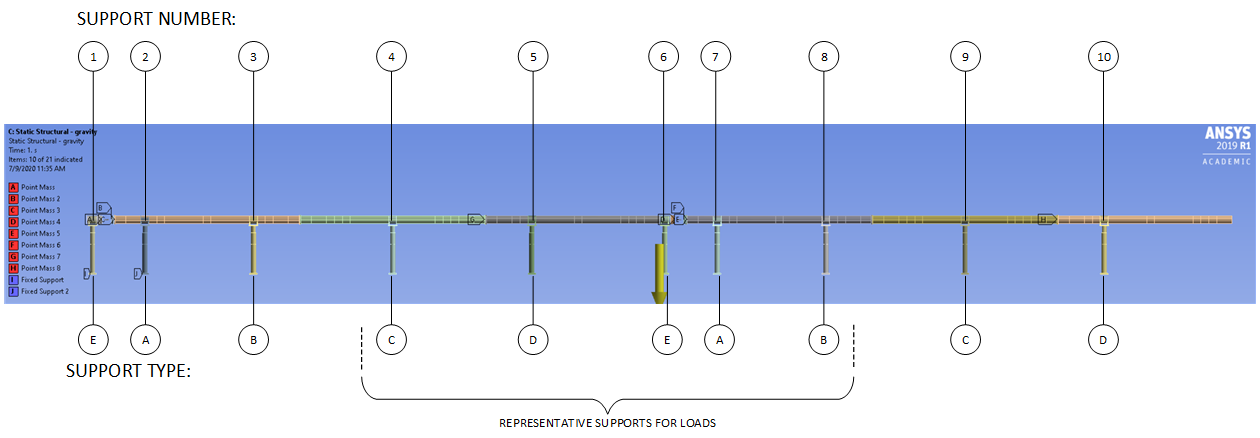 SUPPORT NUMBER:
1 2 3 4 5 6 7 8 9 10
C: Static Structural - gravity
Static Structural - gravity
Time: 1. s
Items: 10 of 21 indicated
7/9/2020 11:35 AM
A Point Mass
B Point Mass 2
C Point Mass 3
D Point Mass 4
E Point Mass 5
F Point Mass 6
G Point Mass 7
H Point Mass 8
I Fixed Support
J Fixed Support 2
ANSYS
2019 R1
ACADEMIC
B F
A C G E H
J J
E A B C D E A B C D
SUPPORT TYPE:
REPRESENTATIVE SUPPORTS FOR LOADS